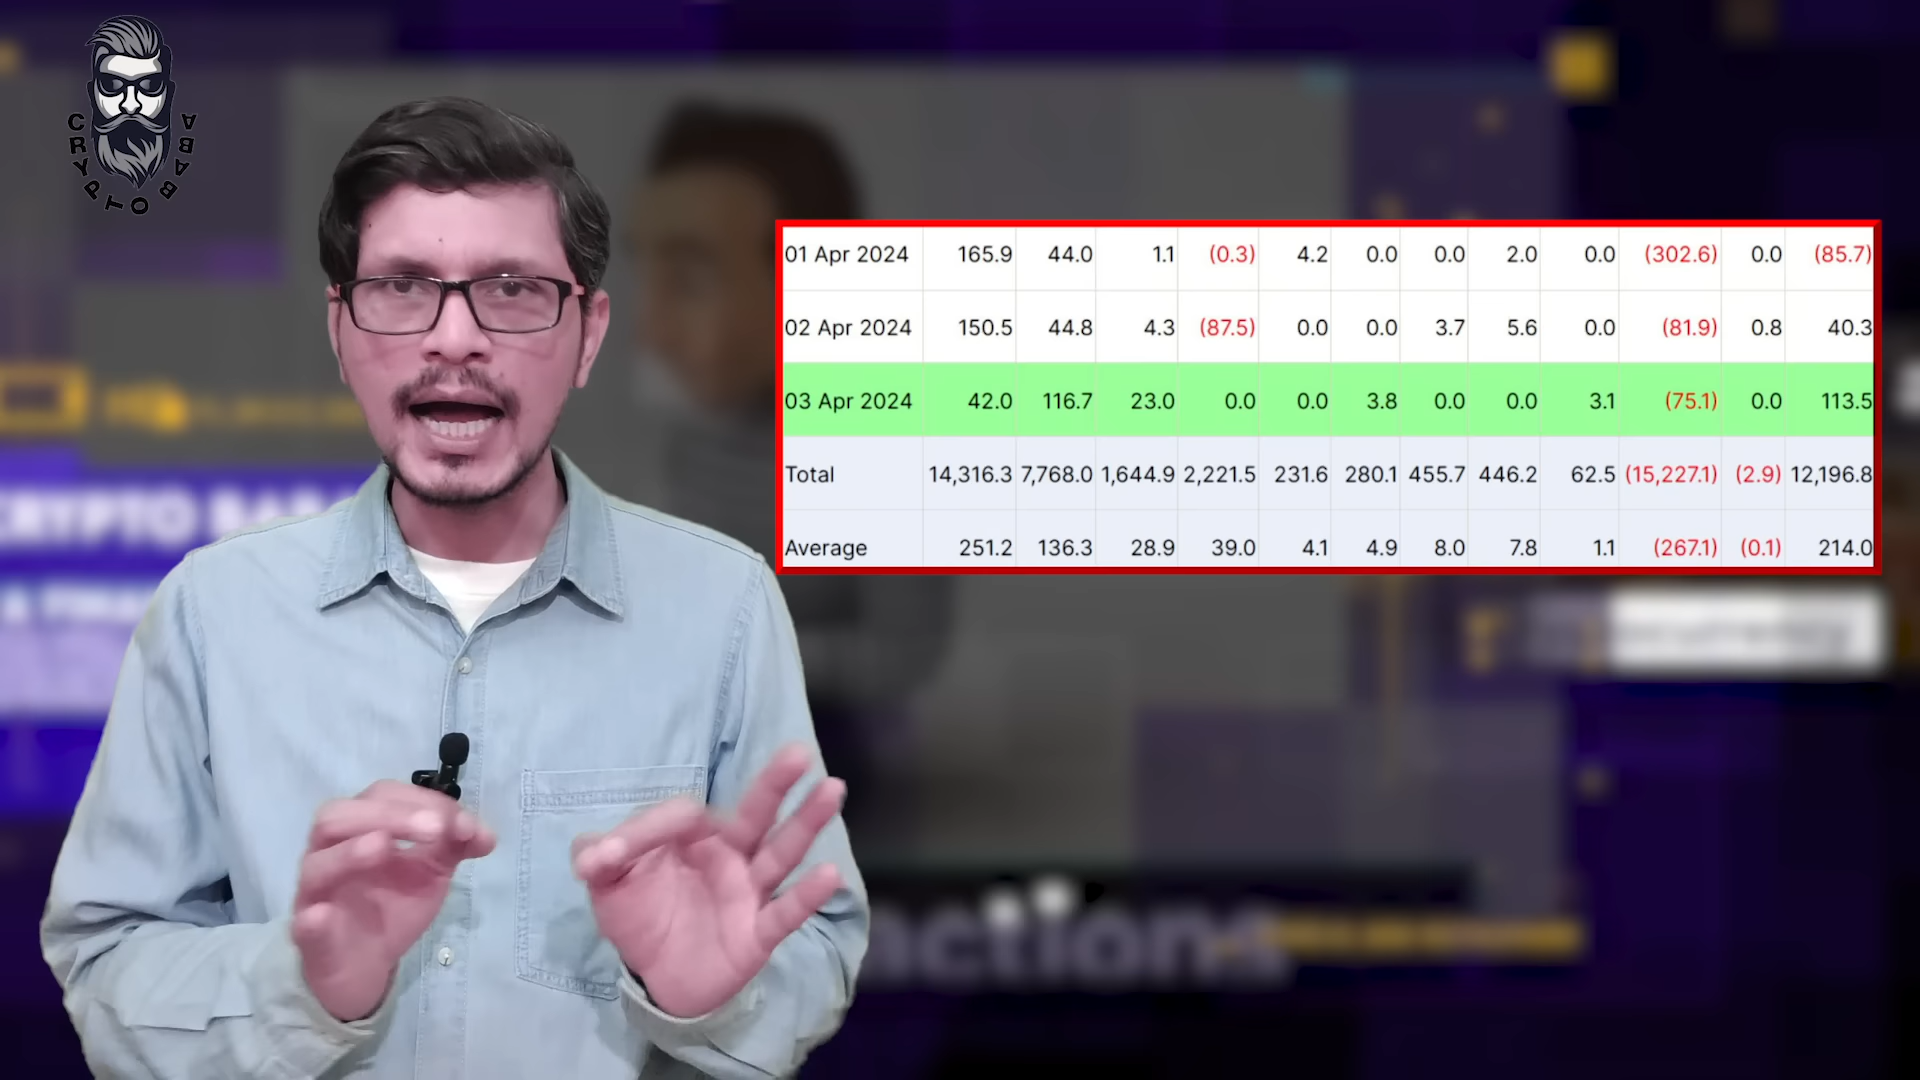 CRYPTO BABA
01 Apr 2024 165.9 44.0 1.1 (0.3) 4.2 0.0 0.0 2.0 0.0 (302.6) 0.0 (85.7)
02 Apr 2024 150.5 44.8 4.3 (87.5) 0.0 0.0 3.7 5.6 0.0 (81.9) 0.8 40.3
03 Apr 2024 42.0 116.7 23.0 0.0 0.0 3.8 0.0 0.0 3.1 (75.1) 0.0 113.5
Total 14,316.3 7,768.0 1,644.9 2,221.5 231.6 280.1 455.7 446.2 62.5 (15,227.1) (2.9) 12,196.8
Average 251.2 136.3 28.9 39.0 4.1 4.9 8.0 7.8 1.1 (267.1) (0.1) 214.0
CRYPTO
actions